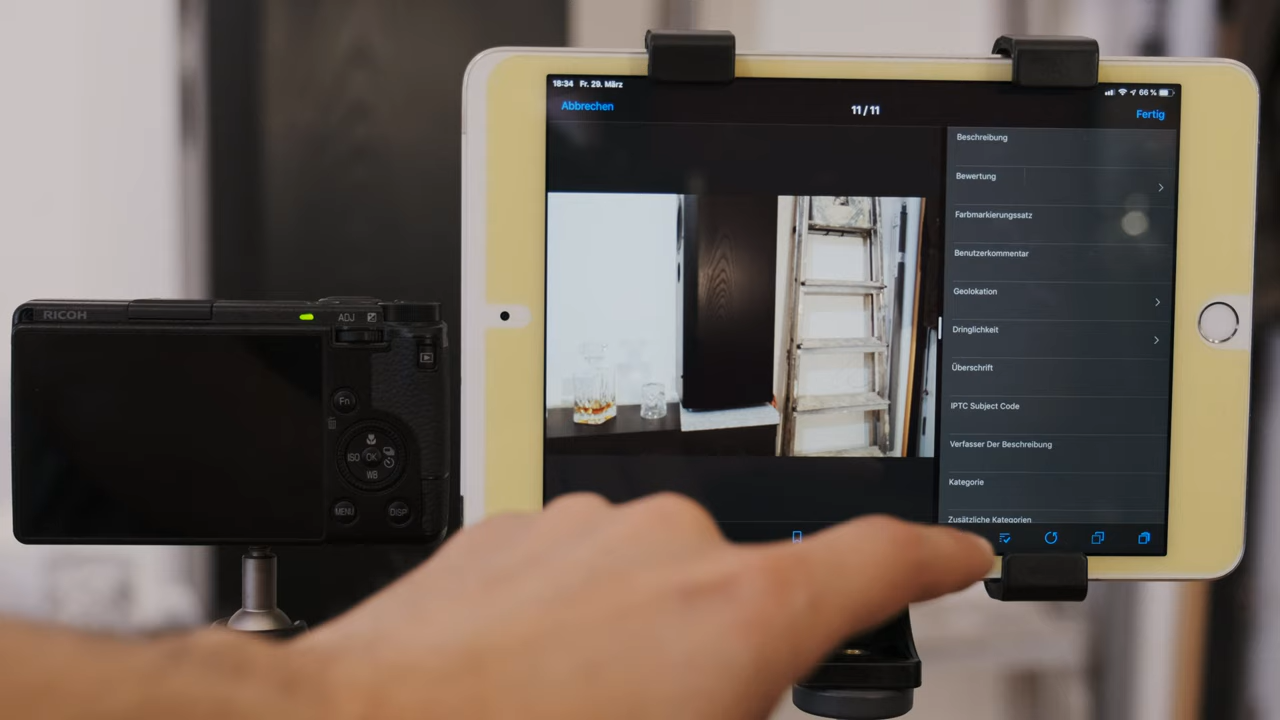 RICOH
ADJ
Fn
ISO
OK
WB
MENU
DISP
18:34 Fr. 29. März
66 %
Abbrechen
11/11
Fertig
Beschreibung
Bewertung
Farbmarkierungssatz
Benutzerkommentar
Geolokation
Dringlichkeit
Überschrift
IPTC Subject Code
Verfasser Der Beschreibung
Kategorie
Zusätzliche Kategorien